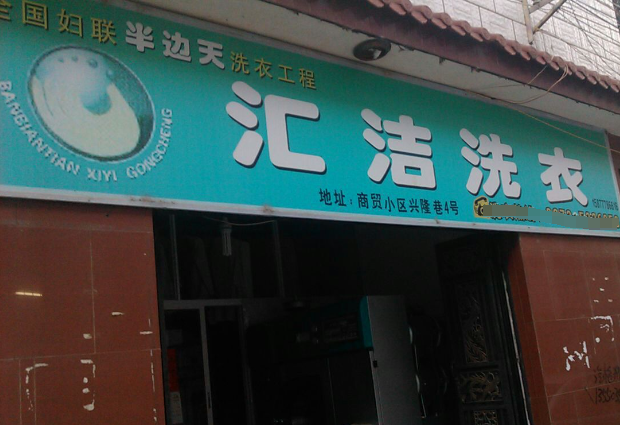 全国妇联半边天洗衣工程
BANBIANTIAN XIYI GONGCHENG
汇洁洗衣
地址：商贸小区兴隆巷4号